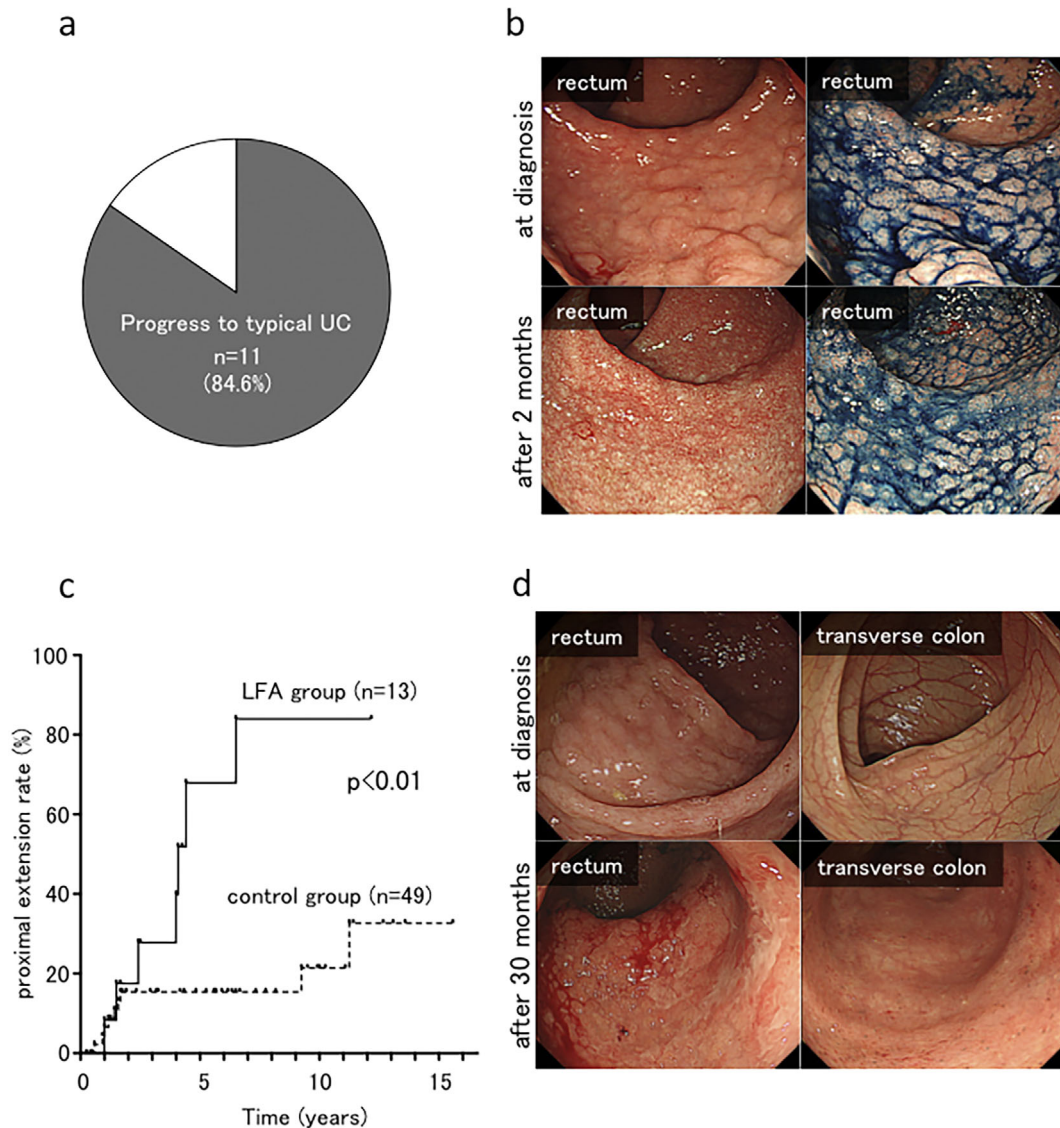 a
Progress to typical UC
n=11
(84.6%)
b
rectum
rectum
at diagnosis
rectum
rectum
after 2 months
c
100
80
60
40
20
0
proximal extension rate (%)
LFA group (n=13)
p<0.01
control group (n=49)
0
5
10
15
Time (years)
d
rectum
transverse colon
at diagnosis
rectum
transverse colon
after 30 months